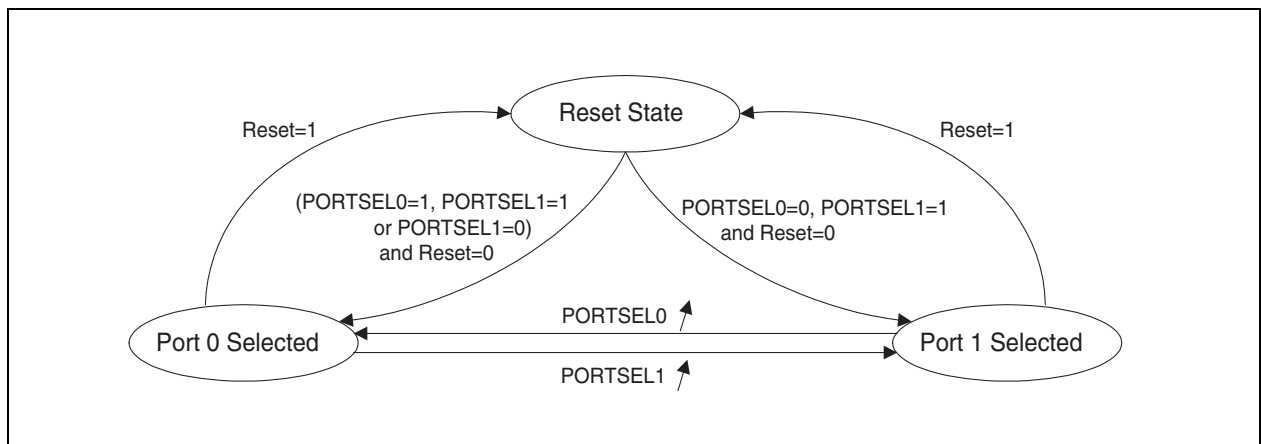 Reset State
Reset=1
Reset=1
(PORTSEL0=1, PORTSEL1=1
or PORTSEL1=0)
and Reset=0
PORTSEL0=0, PORTSEL1=1
and Reset=0
PORTSEL0
Port 0 Selected
Port 1 Selected
PORTSEL1